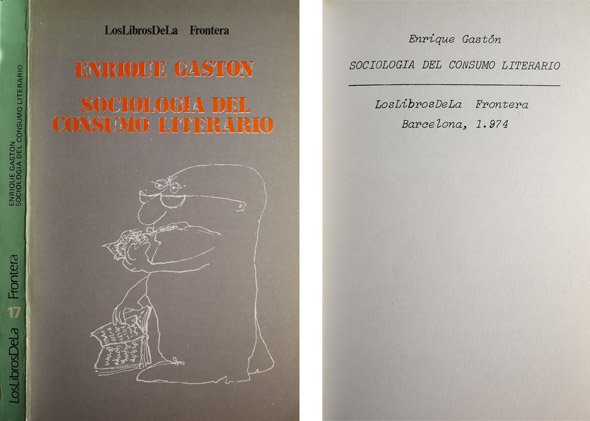 ENRIQUE GASTON
SOCIOLOGIA DEL CONSUMO LITERARIO
LosLibrosDeLa 17 Frontera
LosLibrosDeLa Frontera
ENRIQUE GASTON
SOCIOLOGIA DEL
CONSUMO LITERARIO
Enrique Gastón
SOCIOLOGIA DEL CONSUMO LITERARIO
LosLibrosDeLa Frontera
Barcelona, 1.974